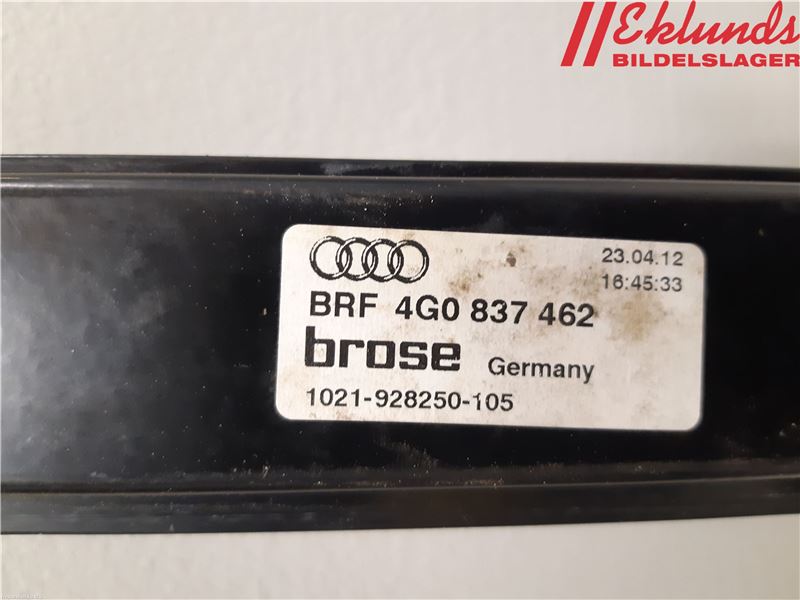 Eklunds
BILDELSLAGER
23.04.12
16:45:33
BRF 4G0 837 462
brose Germany
1021-928250-105